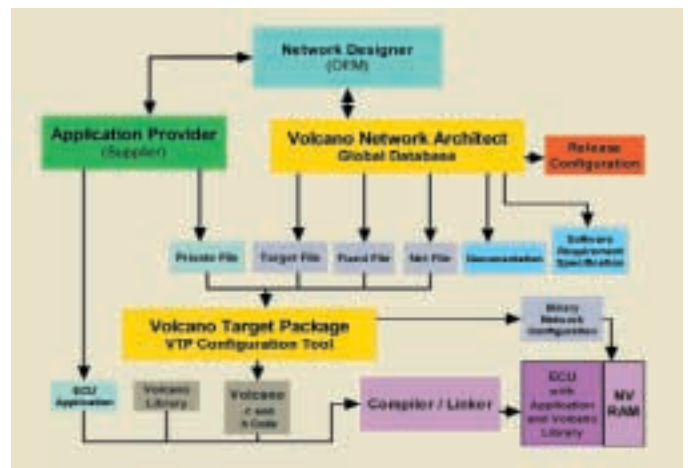 Network Designer
(OEM)
Application Provider
(Supplier)
Volcano Network Architect
Global Database
Release
Configuration
Private File
Target File
Fixed File
Net File
Documentation
Software
Requirement
Specification
Volcano Target Package
VTP Configuration Tool
Binary
Network
Configuration
ECU
Application
Volcano
Library
Volcano
.c and
.h Code
Compiler / Linker
ECU
with
Application
and Volcano
Library
NV
RAM